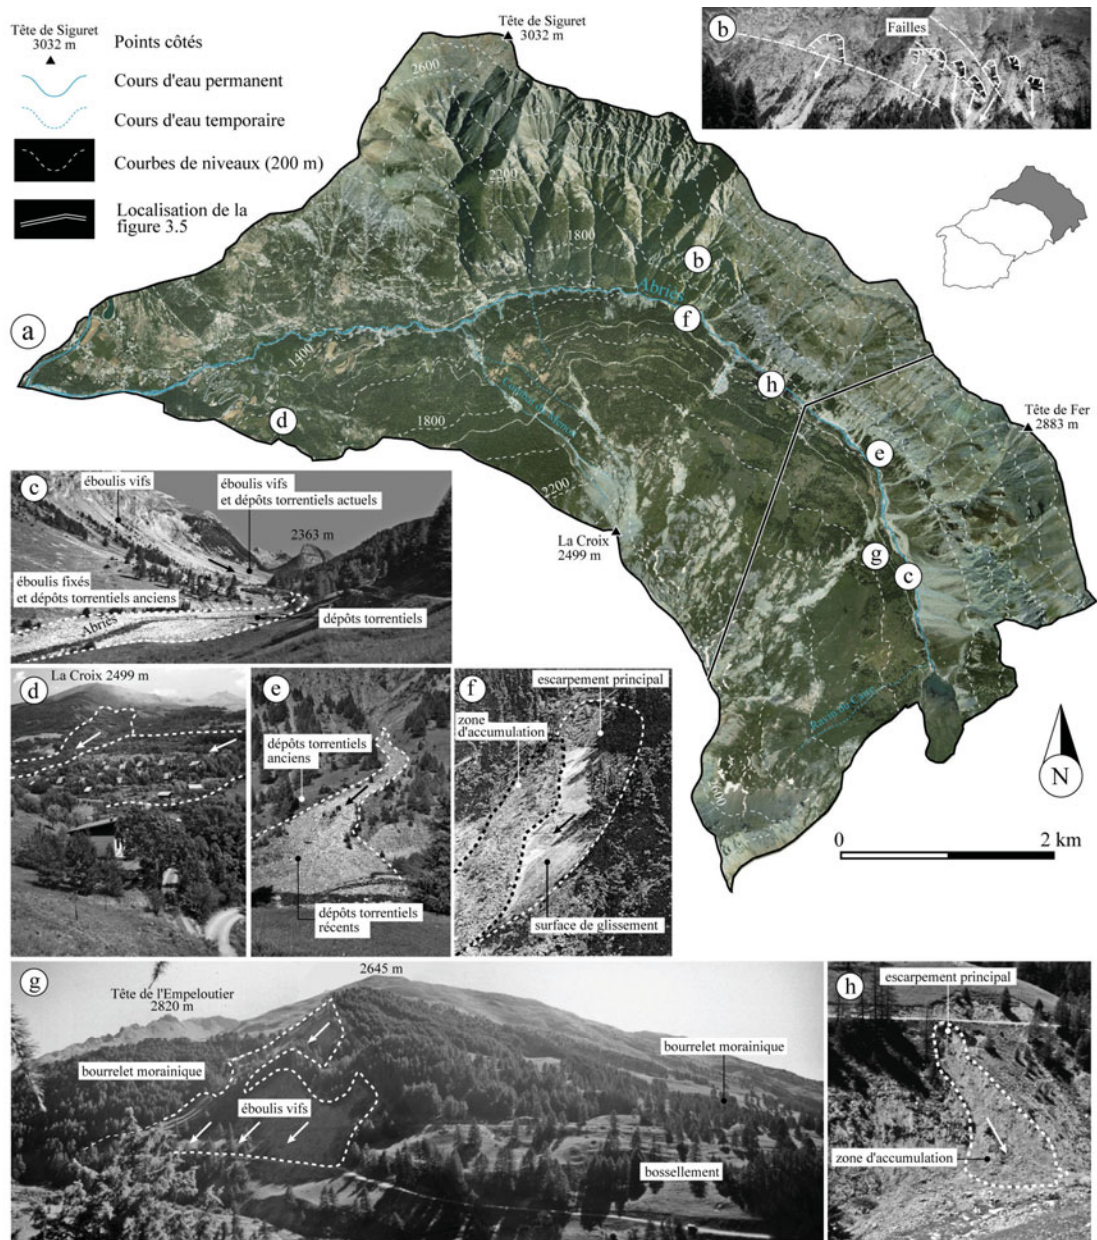 Tête de Siguret
3032 m
Points côtés
Cours d'eau permanent
Cours d'eau temporaire
Courbes de niveaux (200 m)
Localisation de la
figure 3.5
a
Tête de Siguret
3032 m
2600
2200
1800
1400
1800
2200
Abriès
b
f
h
d
e
g
c
Tête de Fer
2883 m
La Croix
2499 m
Ravin du
N
0 2 km
b
Failles
c
éboulis vifs
éboulis vifs
et dépôts torrentiels actuels
2363 m
éboulis fixés
et dépôts torrentiels anciens
Abriès
dépôts torrentiels
d
La Croix 2499 m
e
dépôts torrentiels
anciens
dépôts torrentiels
récents
f
escarpement principal
zone
d'accumulation
surface de glissement
g
2645 m
Tête de l'Empeloutier
2820 m
bourrelet morainique
bourrelet morainique
éboulis vifs
bossellement
h
escarpement principal
zone d'accumulation